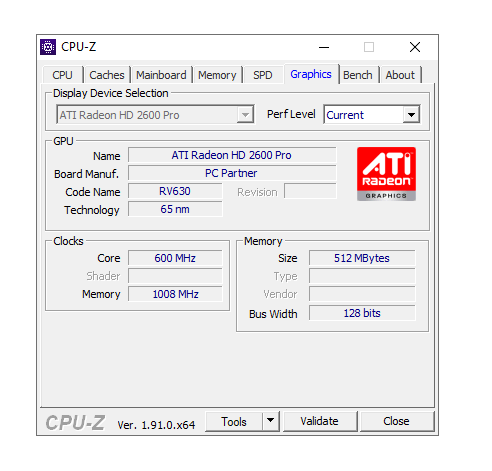 CPU-Z
CPU Caches Mainboard Memory SPD Graphics Bench About
Display Device Selection
ATI Radeon HD 2600 Pro Perf Level Current
GPU
Name ATI Radeon HD 2600 Pro
Board Manuf. PC Partner
Code Name RV630 Revision
Technology 65 nm
ATI
RADEON
GRAPHICS
Clocks
Core 600 MHz
Shader
Memory 1008 MHz
Memory
Size 512 MBytes
Type
Vendor
Bus Width 128 bits
CPU-Z Ver. 1.91.0.x64 Tools Validate Close